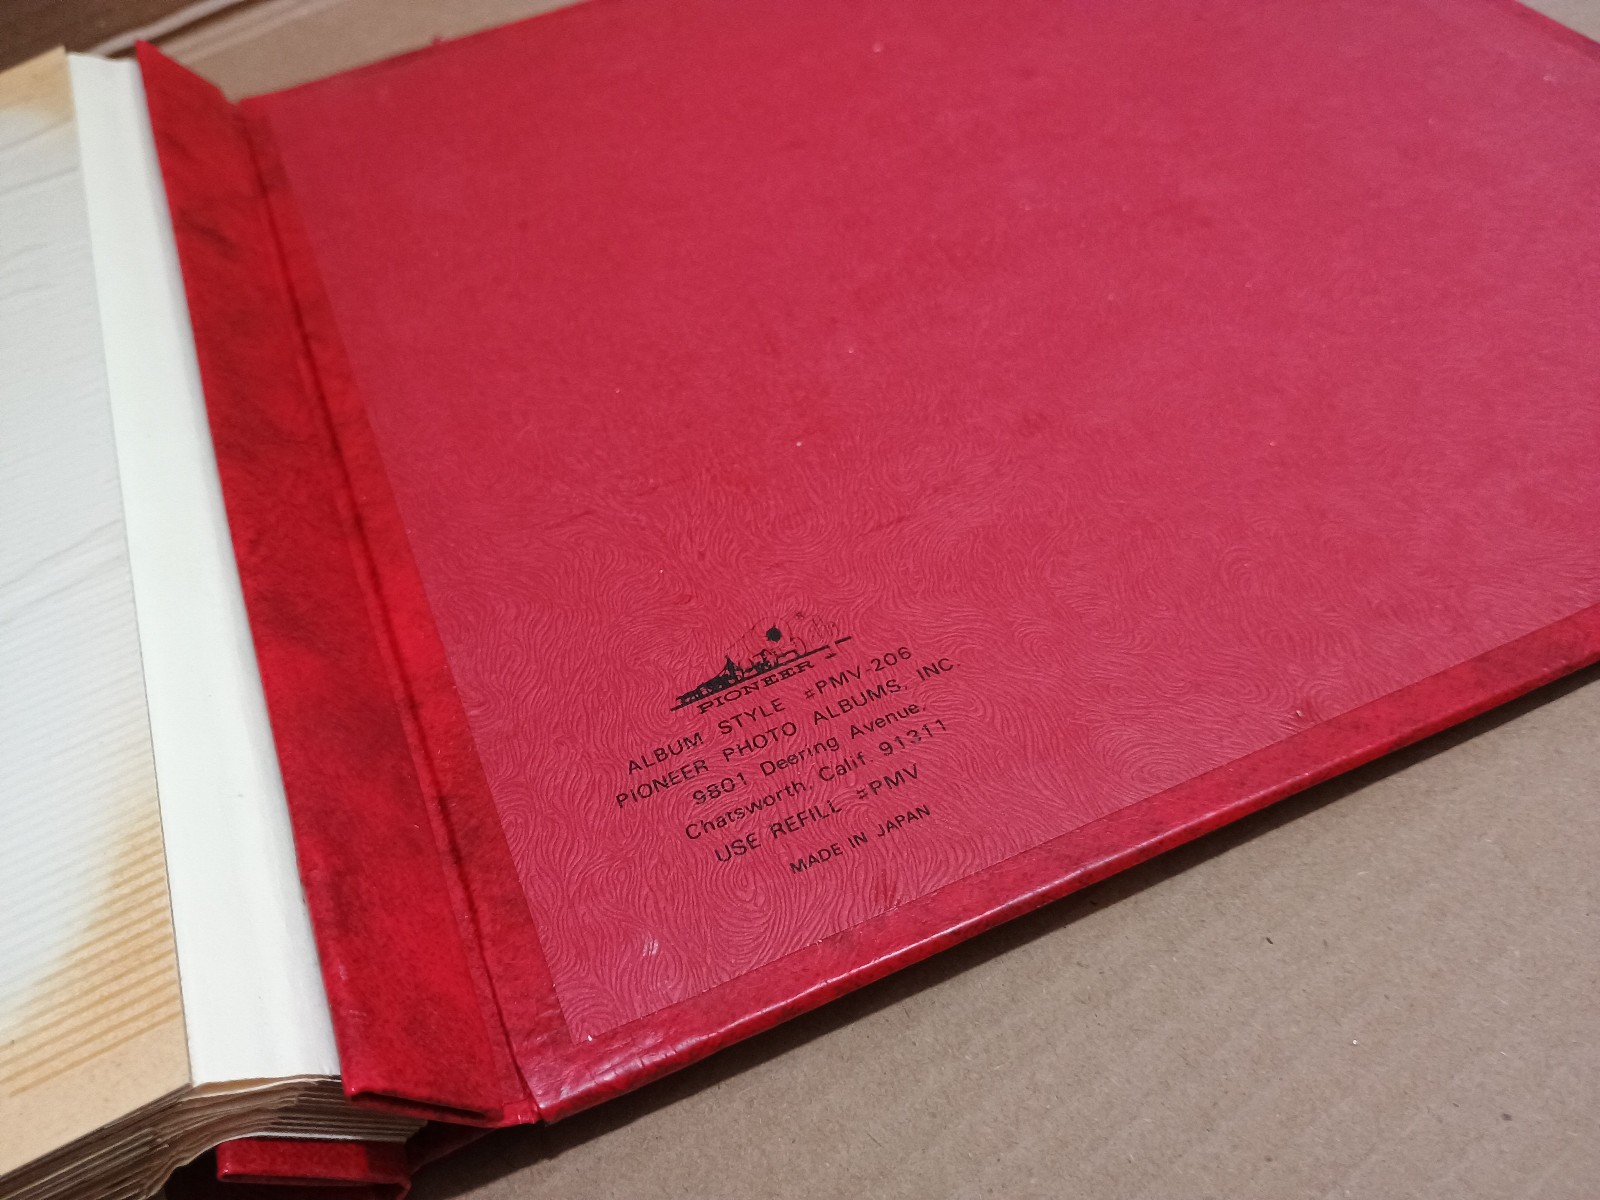 PIONEER
ALBUM STYLE #PMV-206
PIONEER PHOTO ALBUMS, INC.
9801 Deering Avenue,
Chatsworth, Calif. 91311
USE REFILL #PMV
MADE IN JAPAN